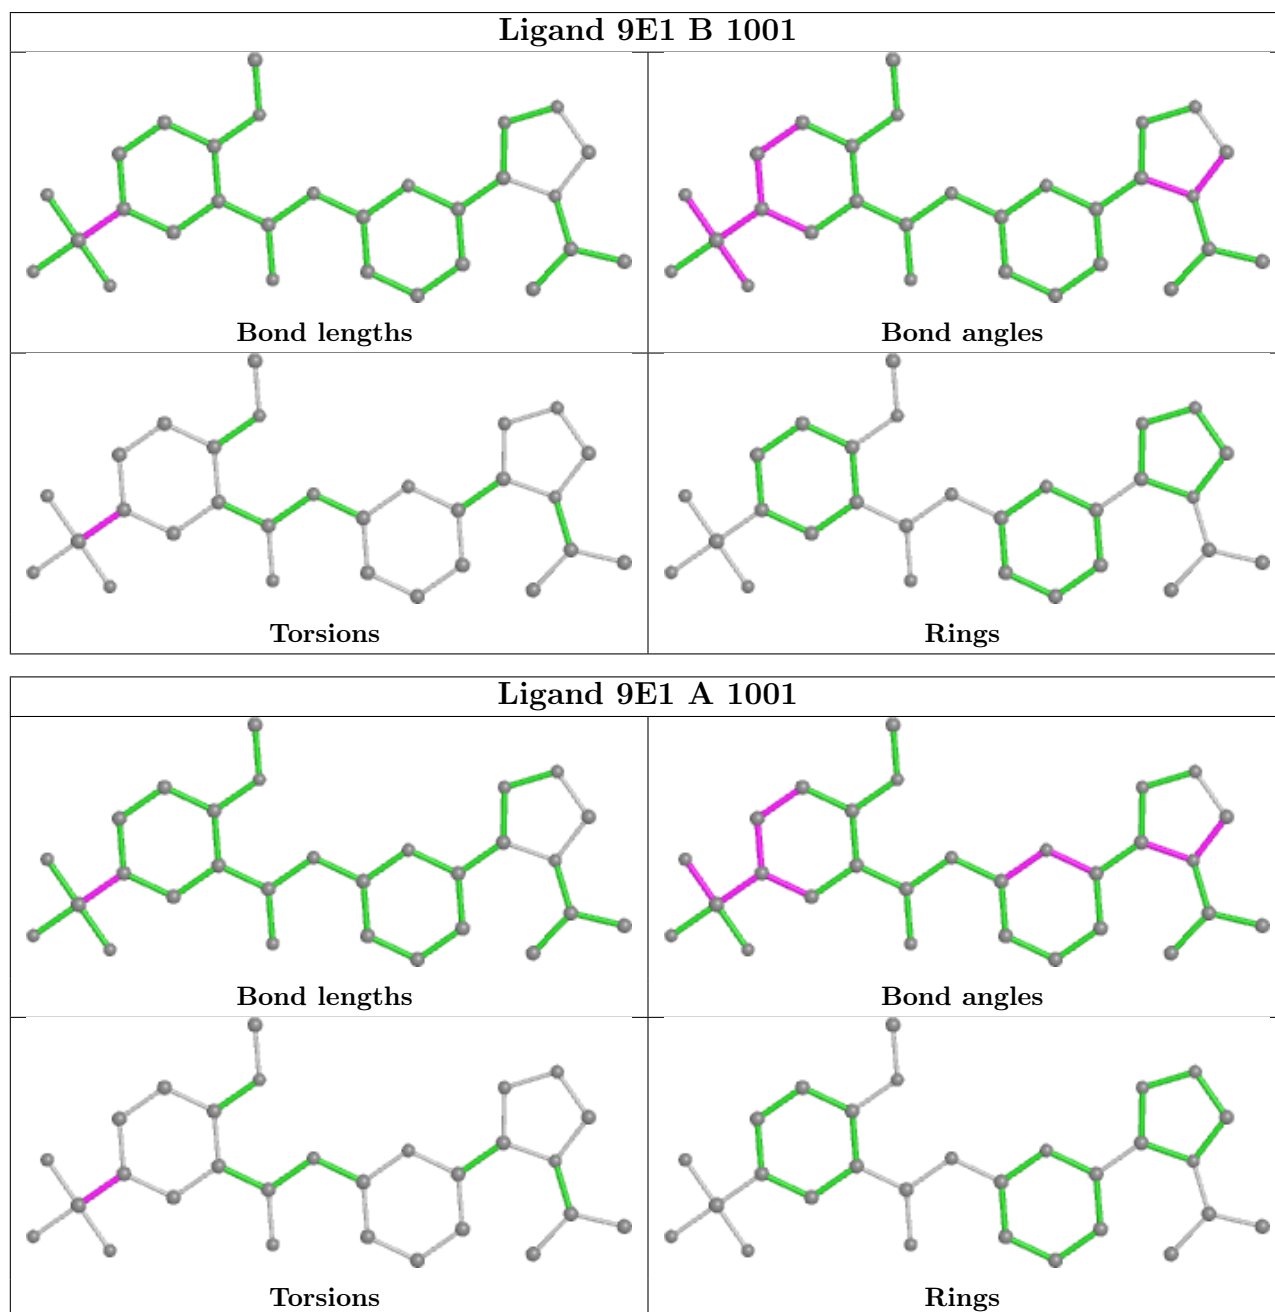 Ligand 9E1 B 1001
Bond lengths
Bond angles
Torsions
Rings
Ligand 9E1 A 1001
Bond lengths
Bond angles
Torsions
Rings